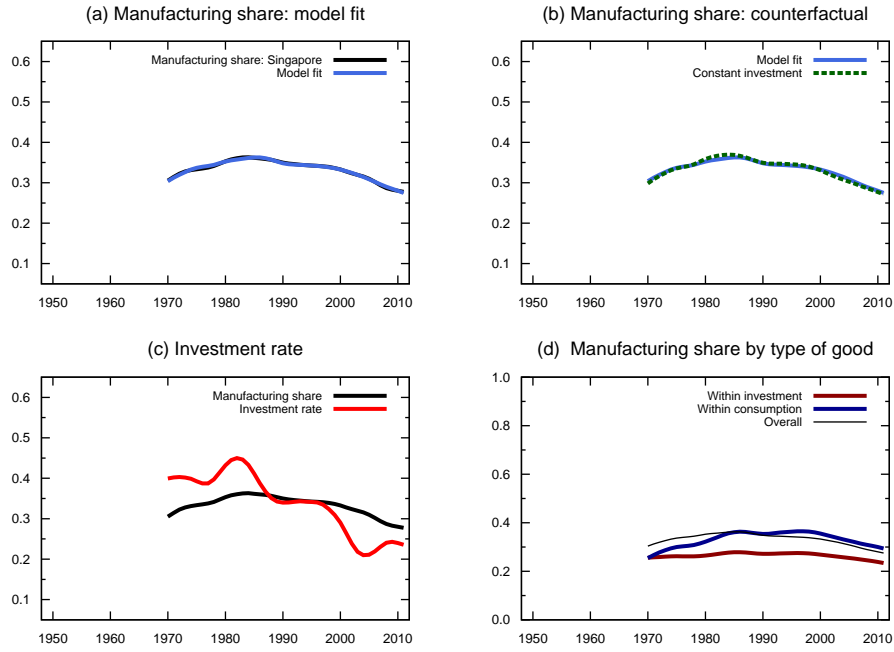 (a) Manufacturing share: model fit
Manufacturing share: Singapore
Model fit
0.6
0.5
0.4
0.3
0.2
0.1
1950 1960 1970 1980 1990 2000 2010
(b) Manufacturing share: counterfactual
Model fit
Constant investment
0.6
0.5
0.4
0.3
0.2
0.1
1950 1960 1970 1980 1990 2000 2010
(c) Investment rate
Manufacturing share
Investment rate
0.6
0.5
0.4
0.3
0.2
0.1
1950 1960 1970 1980 1990 2000 2010
(d) Manufacturing share by type of good
Within investment
Within consumption
Overall
1.0
0.8
0.6
0.4
0.2
0.0
1950 1960 1970 1980 1990 2000 2010